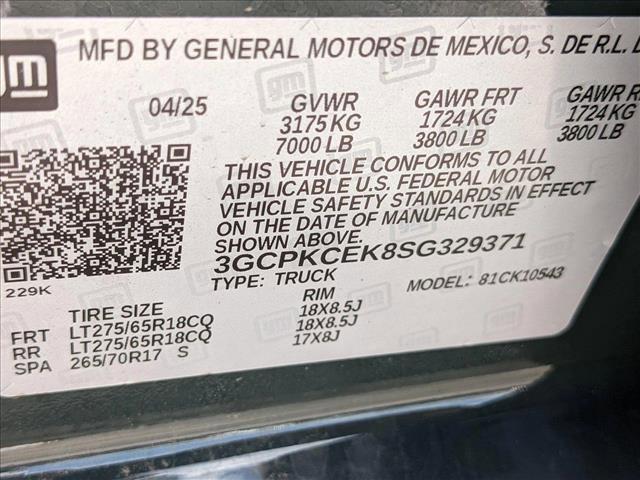 gm
MFD BY GENERAL MOTORS DE MEXICO, S. DE R.L.
04/25 GVWR GAWR FRT GAWR R
3175 KG 1724 KG 1724 KG
7000 LB 3800 LB 3800 LB
THIS VEHICLE CONFORMS TO ALL
APPLICABLE U.S. FEDERAL MOTOR
VEHICLE SAFETY STANDARDS IN EFFECT
ON THE DATE OF MANUFACTURE
SHOWN ABOVE.
3GCPKCEK8SG329371
TYPE: TRUCK MODEL: 81CK10543
229K
TIRE SIZE RIM
FRT LT275/65R18CQ 18X8.5J
RR LT275/65R18CQ 18X8.5J
SPA 265/70R17 S 17X8J